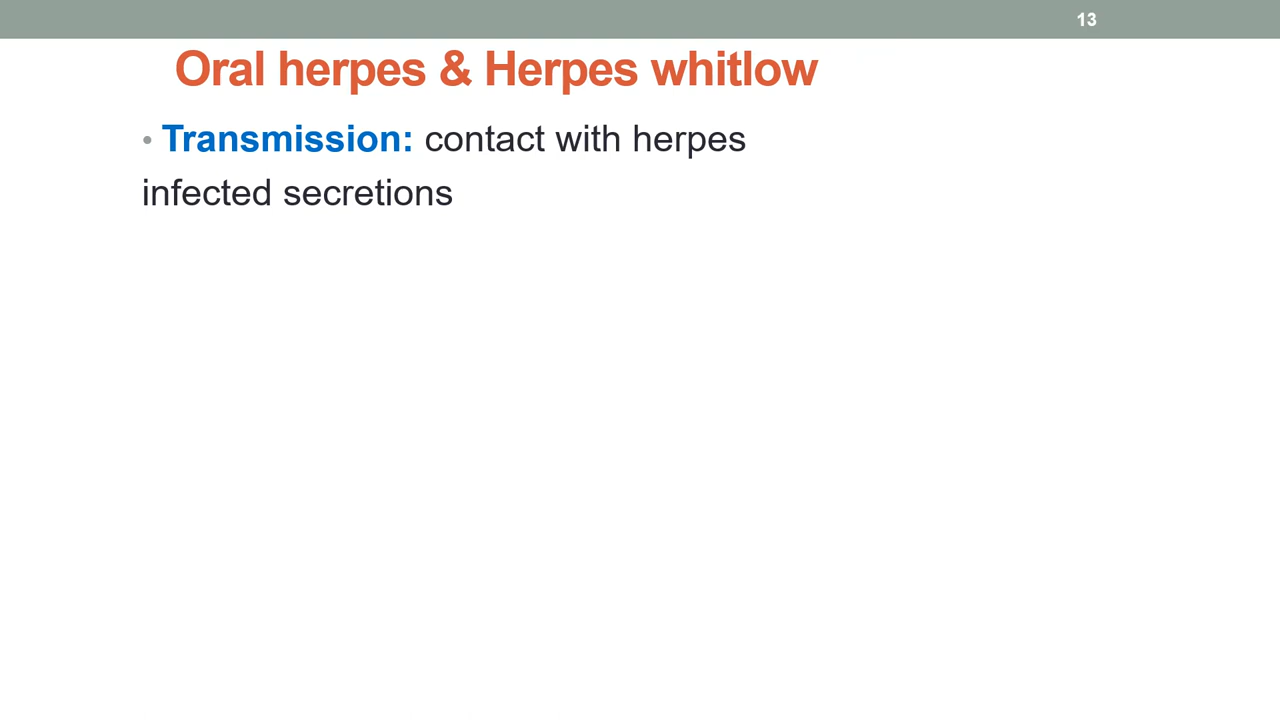 13
Oral herpes & Herpes whitlow
• Transmission: contact with herpes
infected secretions